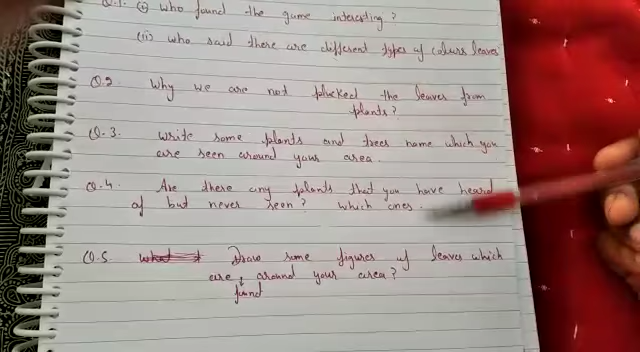 Q.1. (i) Who found the game interesting?
(ii) Who said there are different types of colurs leaves
Q.2. Why we are not plucked the leaves from
plants?
Q.3. Write some plants and trees name which you
are seen around your area.
Q.4. Are there any plants that you have heard
of but never seen? Which ones.
Q.5. Draw some figures of leaves which
are around your area?
found